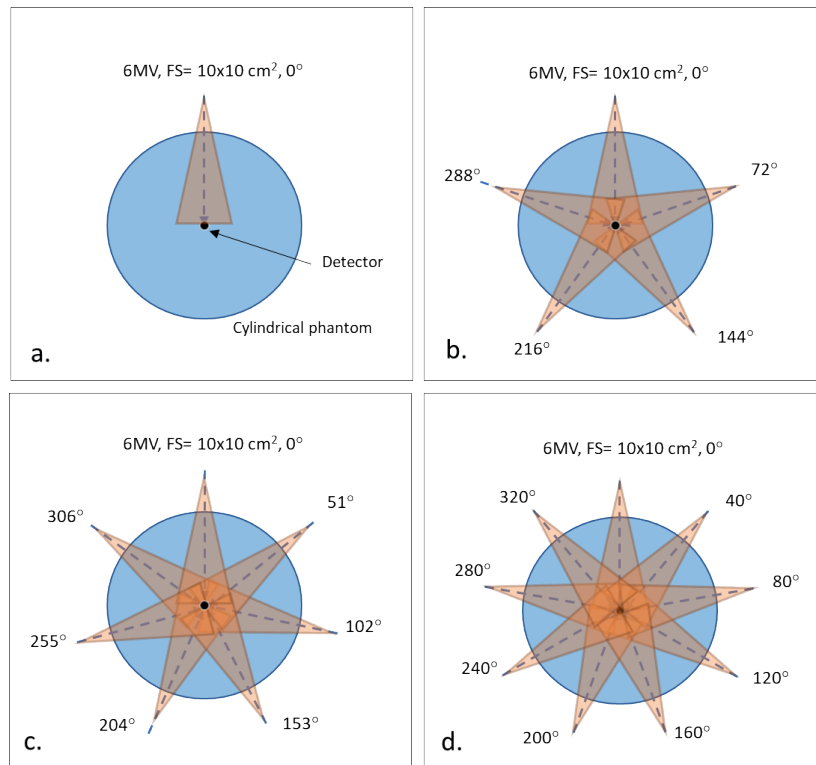 6MV, FS= 10x10 cm², 0°
Detector
Cylindrical phantom
a.
6MV, FS= 10x10 cm², 0°
288°
72°
216°
144°
b.
6MV, FS= 10x10 cm², 0°
306°
51°
255°
102°
204°
153°
c.
6MV, FS= 10x10 cm², 0°
320°
40°
280°
80°
240°
120°
200°
160°
d.